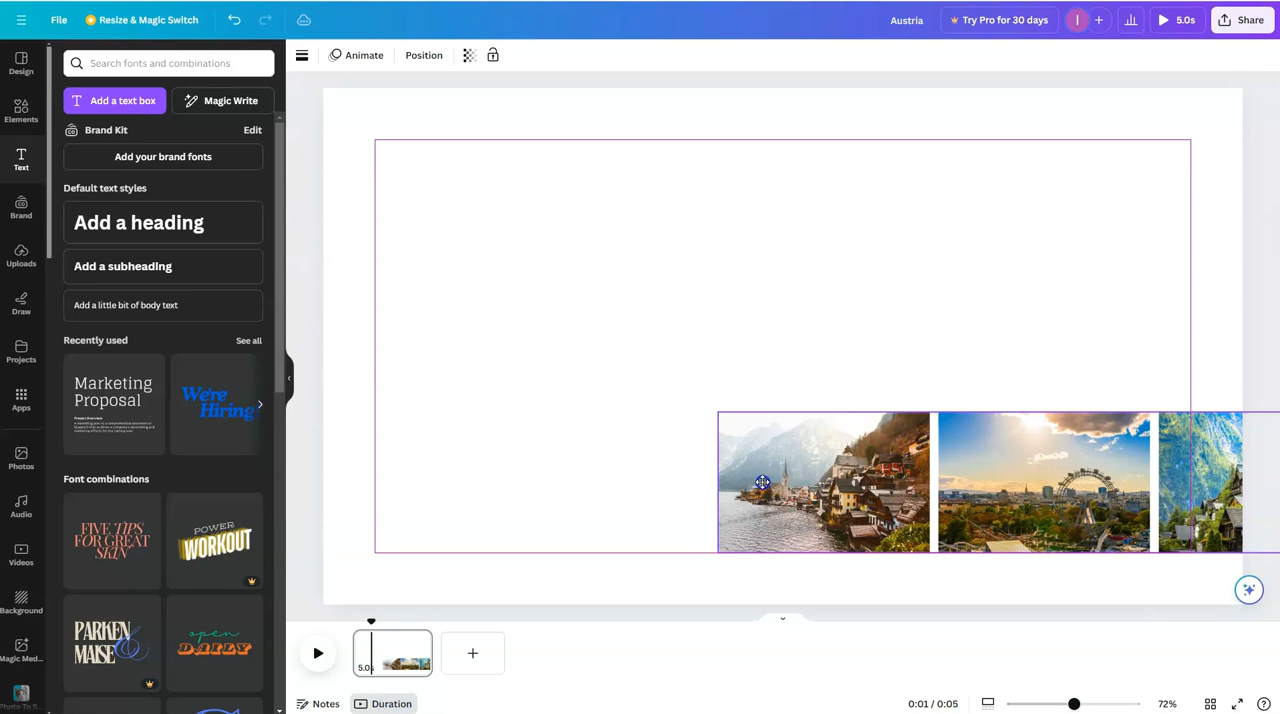 File
Resize & Magic Switch
Austria
Try Pro for 30 days
I
+
5.0s
Share
Design
Elements
Text
Brand
Uploads
Draw
Projects
Apps
Photos
Audio
Videos
Background
Magic Med...
Photo To S...
Search fonts and combinations
Add a text box
Magic Write
Brand Kit
Edit
Add your brand fonts
Default text styles
Add a heading
Add a subheading
Add a little bit of body text
Recently used
See all
Marketing
Proposal
We're
Hiring
Font combinations
FIVE TIPS
FOR GREAT
SKIN
POWER
WORKOUT
PARKEN
& MAISE
open
DAILY
Animate
Position
5.0s
+
Notes
Duration
0:01 / 0:05
72%